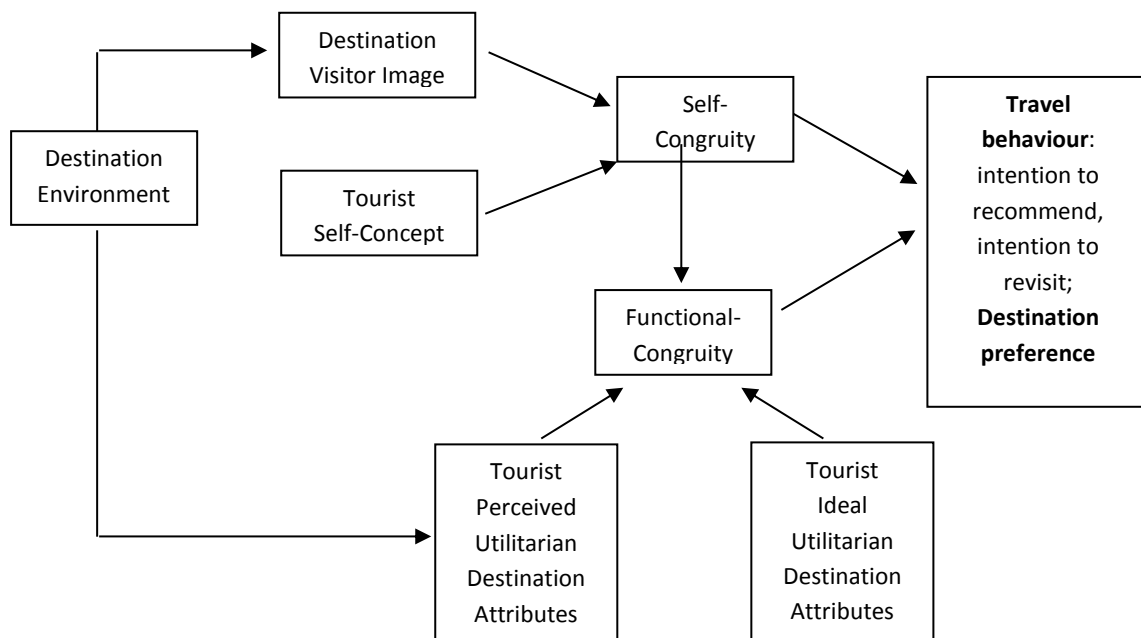 Destination
Visitor Image
Destination
Environment
Tourist
Self-Concept
Self-
Congruity
Functional-
Congruity
Travel
behaviour:
intention to
recommend,
intention to
revisit;
Destination
preference
Tourist
Perceived
Utilitarian
Destination
Attributes
Tourist
Ideal
Utilitarian
Destination
Attributes